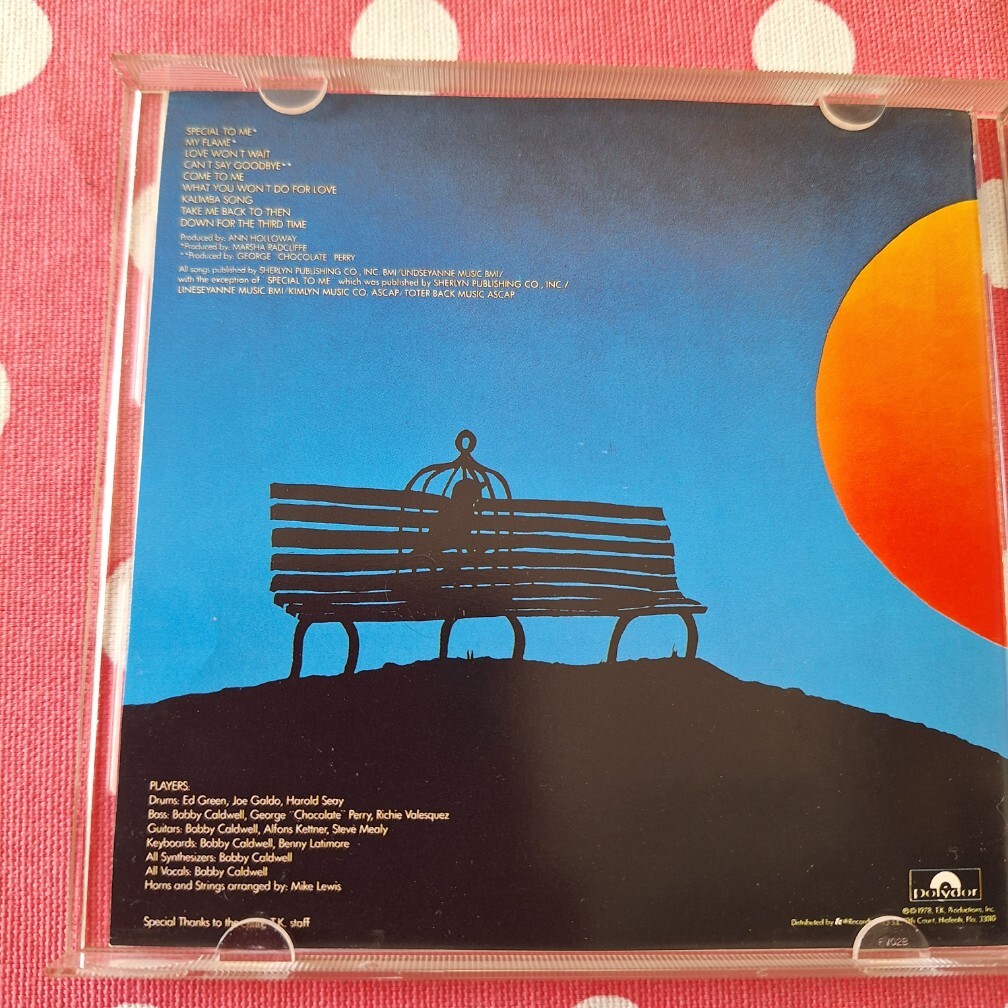 SPECIAL TO ME*
MY FLAME*
LOVE WON'T WAIT
CAN'T SAY GOODBYE**
COME TO ME
WHAT YOU WON'T DO FOR LOVE
KALIMBA SONG
TAKE ME BACK TO THEN
DOWN FOR THE THIRD TIME
Produced by: ANN HOLLOWAY
*Produced by: MARSHA RADCLIFFE
**Produced by: GEORGE "CHOCOLATE" PERRY
All songs published by SHERLYN PUBLISHING CO., INC. BMI/LINDSEYANNE MUSIC BMI/
with the exception of "SPECIAL TO ME" which was published by SHERLYN PUBLISHING CO., INC./
LINESEYANNE MUSIC BMI/KIMLYN MUSIC CO. ASCAP/TOTER BACK MUSIC ASCAP
PLAYERS:
Drums: Ed Green, Joe Galdo, Harold Seay
Bass: Bobby Caldwell, George "Chocolate" Perry, Richie Valesquez
Guitars: Bobby Caldwell, Alfons Kettner, Steve Mealy
Keyboards: Bobby Caldwell, Benny Latimore
All Synthesizers: Bobby Caldwell
All Vocals: Bobby Caldwell
Horns and Strings arranged by: Mike Lewis
Special Thanks to the T.K. staff
polydor
℗©1978, T.K. Productions, Inc.
Distributed by Court, Hialeah, Fla. 33010
FV02B